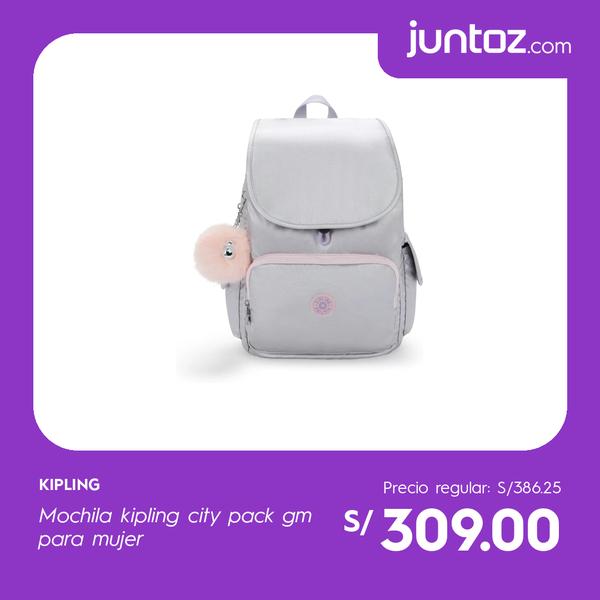 juntoz.com
KIPLING
Mochila kipling city pack gm
para mujer
Precio regular: S/386.25
S/309.00